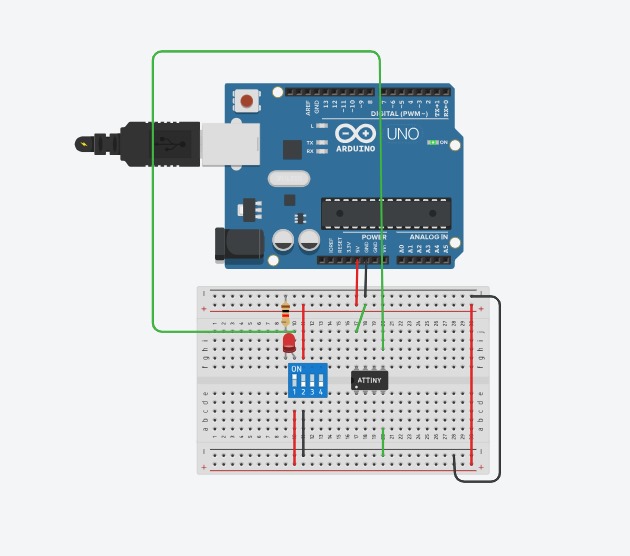 AREF
GND
13
12
~11
~10
~9
8
7
~6
~5
4
~3
2
TX→1
RX←0
DIGITAL (PWM~)
L
TX
RX
UNO
ARDUINO
ON
POWER
ANALOG IN
IOREF
RESET
3.3V
5V
GND
GND
A0
A1
A2
A3
A4
A5
ON
1 2 3 4
ATTINY
f g h i j
f g h i j
a b c d e
a b c d e